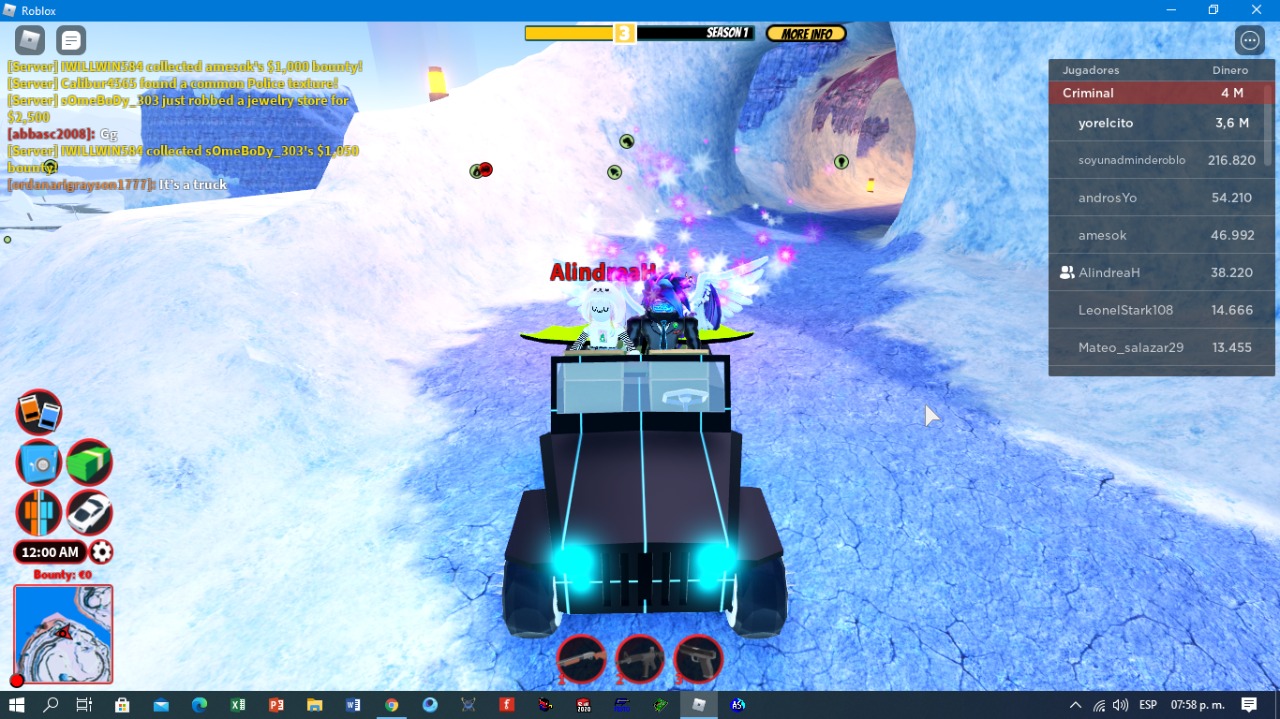 Roblox
3
SEASON 1
MORE INFO
[Server] IWILLWIN584 collected amesok's $1,000 bounty!
[Server] Calibur4565 found a common Police texture!
[Server] sOmeBoDy_303 just robbed a jewelry store for
$2,500
[abbasc2008]: Gg
[Server] IWILLWIN584 collected sOmeBoDy_303's $1,050
bounty!
[ordanarigrayson1777]: It's a truck
Jugadores Dinero
Criminal 4 M
yorelcito 3,6 M
soyunadminderoblo 216.820
androsYo 54.210
amesok 46.992
AlindreaH 38.220
LeonelStark108 14.666
Mateo_salazar29 13.455
AlindreaH
12:00 AM
Bounty: €0
ESP 07:58 p. m.